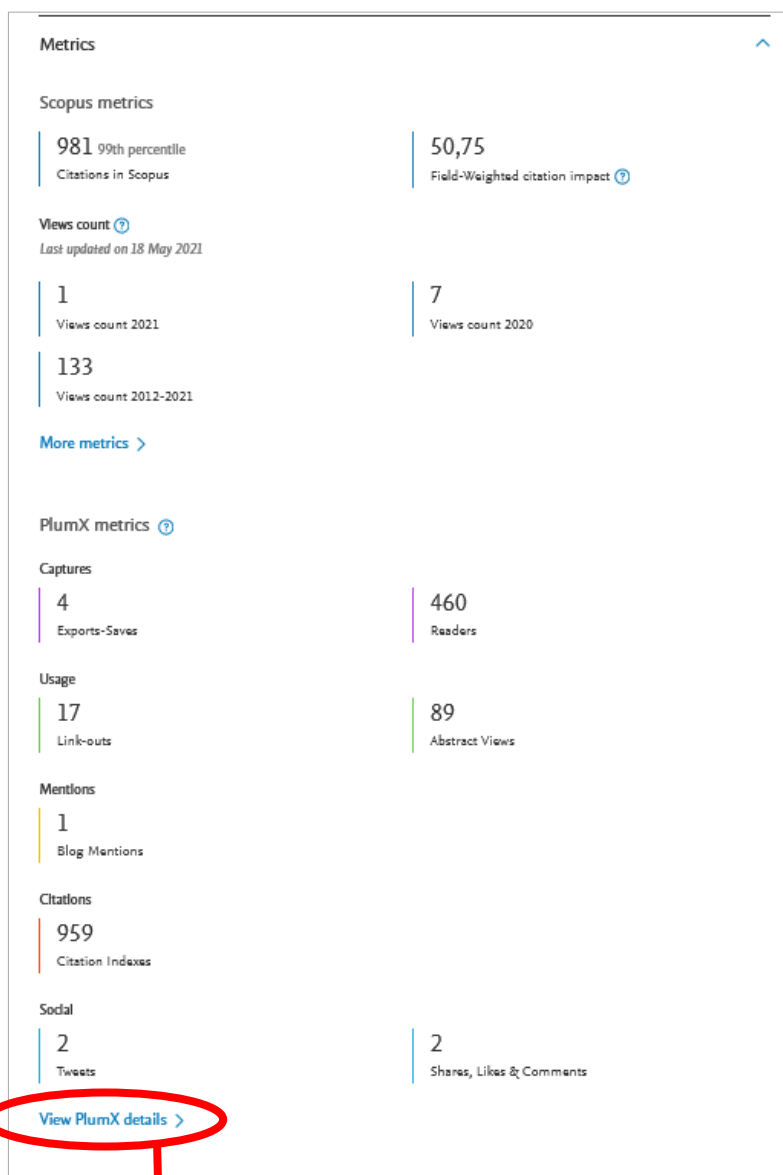 Metrics
Scopus metrics
981 99th percentile
Citations in Scopus
50,75
Field-Weighted citation impact
Views count
Last updated on 18 May 2021
1
Views count 2021
7
Views count 2020
133
Views count 2012-2021
More metrics >
PlumX metrics
Captures
4
Exports-Saves
460
Readers
Usage
17
Link-outs
89
Abstract Views
Mentions
1
Blog Mentions
Citations
959
Citation Indexes
Social
2
Tweets
2
Shares, Likes & Comments
View PlumX details >